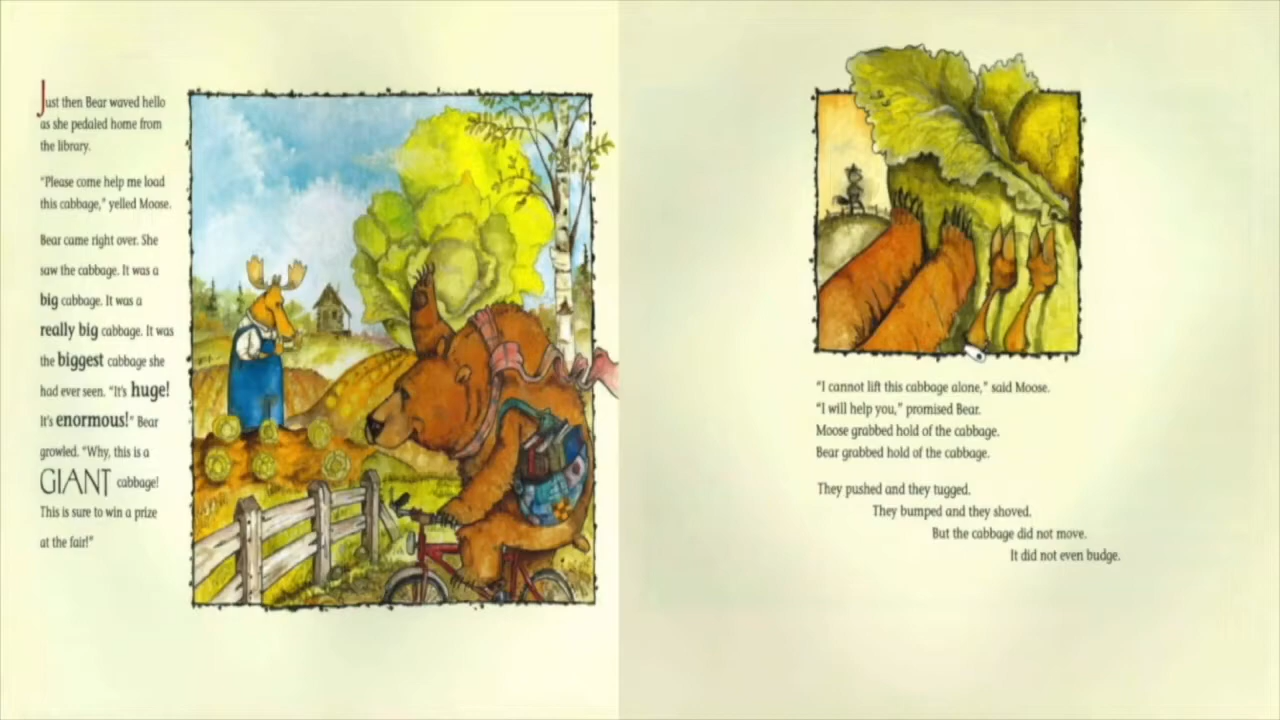 Just then Bear waved hello
as she pedaled home from
the library.
"Please come help me load
this cabbage," yelled Moose.
Bear came right over. She
saw the cabbage. It was a
big cabbage. It was a
really big cabbage. It was
the biggest cabbage she
had ever seen. "It's huge!
It's enormous!" Bear
growled. "Why, this is a
GIANT cabbage!
This is sure to win a prize
at the fair!"
"I cannot lift this cabbage alone," said Moose.
"I will help you," promised Bear.
Moose grabbed hold of the cabbage.
Bear grabbed hold of the cabbage.
They pushed and they tugged.
They bumped and they shoved.
But the cabbage did not move.
It did not even budge.